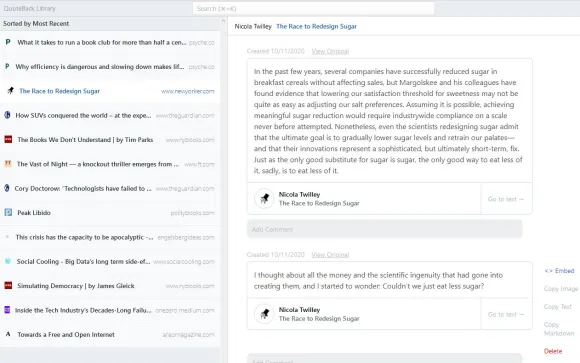 QuoteBack Library
Search (⌘+K)
Sorted by Most Recent
What it takes to run a book club for more than half a cen... psyche.co
Why efficiency is dangerous and slowing down makes lif... psyche.co
The Race to Redesign Sugar www.newyorker.com
How SUVs conquered the world – at the expe... www.theguardian.com
The Books We Don't Understand | by Tim Parks www.nybooks.com
The Vast of Night — a knockout thriller emerges from ... www.ft.com
Cory Doctorow: 'Technologists have failed to ... www.theguardian.com
Peak Libido politybooks.com
This crisis has the capacity to be apocalyptic -... engelsbergideas.com
Social Cooling - Big Data's long term side-ef... www.socialcooling.com
Simulating Democracy | by James Gleick www.nybooks.com
Inside the Tech Industry's Decades-Long Failu... onezero.medium.com
A Towards a Free and Open Internet areomagazine.com
Nicola Twilley The Race to Redesign Sugar
Created 10/11/2020 View Original
In the past few years, several companies have successfully reduced sugar in
breakfast cereals without affecting sales, but Margolskee and his colleagues have
found evidence that lowering our satisfaction threshold for sweetness may not be
quite as easy as adjusting our salt preferences. Assuming it is possible, achieving
meaningful sugar reduction would require industrywide compliance on a scale
never before attempted. Nonetheless, even the scientists redesigning sugar admit
that the ultimate goal is to gradually lower sugar levels and retrain our palates—
and that their innovations represent a sophisticated, but ultimately short-term, fix.
Just as the only good substitute for sugar is sugar, the only good way to eat less of
it, sadly, is to eat less of it.
Nicola Twilley
The Race to Redesign Sugar
Go to text →
Add Comment
Created 10/11/2020 View Original
I thought about all the money and the scientific ingenuity that had gone into
creating them, and I started to wonder: Couldn't we just eat less sugar?
Nicola Twilley
The Race to Redesign Sugar
Go to text →
<> Embed
Copy Image
Copy Text
Copy
Markdown
Delete
Add Comment